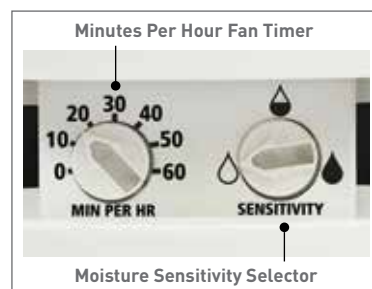 Minutes Per Hour Fan Timer
0 10 20 30 40 50 60
MIN PER HR
SENSITIVITY
Moisture Sensitivity Selector